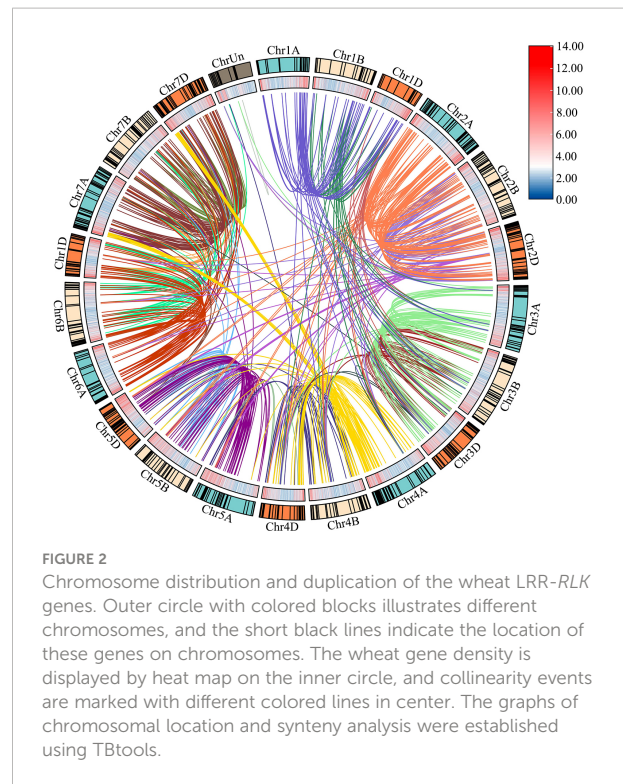 ChrUn
Chr1A
Chr1B
Chr1D
Chr2A
Chr2B
Chr2D
Chr3A
Chr3B
Chr3D
Chr4A
Chr4B
Chr4D
Chr5A
Chr5B
Chr5D
Chr6A
Chr6B
Chr1D
Chr7A
Chr7B
Chr7D
14.00
12.00
10.00
8.00
6.00
4.00
2.00
0.00
FIGURE 2
Chromosome distribution and duplication of the wheat LRR-RLK
genes. Outer circle with colored blocks illustrates different
chromosomes, and the short black lines indicate the location of
these genes on chromosomes. The wheat gene density is
displayed by heat map on the inner circle, and collinearity events
are marked with different colored lines in center. The graphs of
chromosomal location and synteny analysis were established
using TBtools.